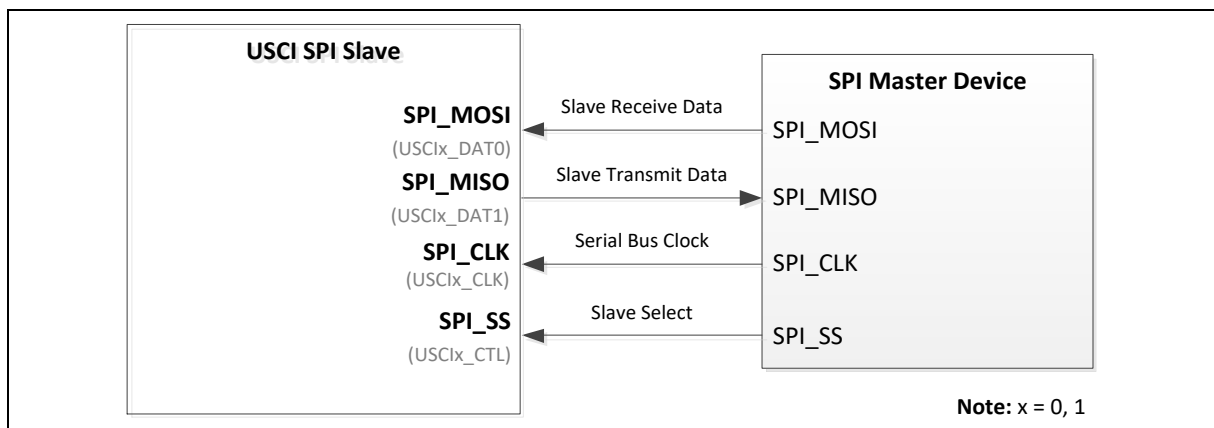 USCI SPI Slave
SPI Master Device
SPI_MOSI
(USCIx_DAT0)
Slave Receive Data
SPI_MOSI
SPI_MISO
(USCIx_DAT1)
Slave Transmit Data
SPI_MISO
SPI_CLK
(USCIx_CLK)
Serial Bus Clock
SPI_CLK
SPI_SS
(USCIx_CTL)
Slave Select
SPI_SS
Note: x = 0, 1